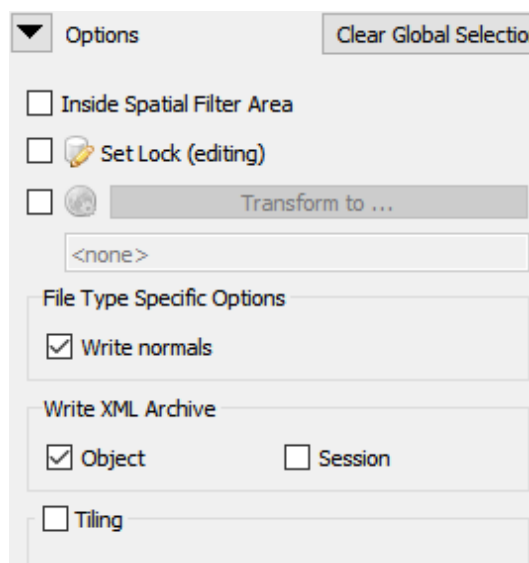 Options
Clear Global Selectio
Inside Spatial Filter Area
Set Lock (editing)
Transform to ...
<none>
File Type Specific Options
Write normals
Write XML Archive
Object Session
Tiling